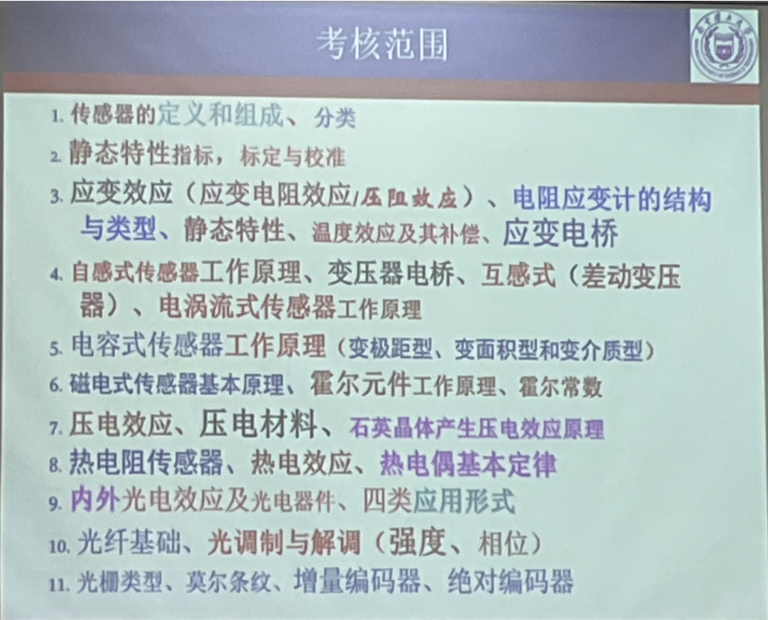 考核范围
1. 传感器的定义和组成、分类
2. 静态特性指标，标定与校准
3. 应变效应（应变电阻效应/压阻效应）、电阻应变计的结构
与类型、静态特性、温度效应及其补偿、应变电桥
4. 自感式传感器工作原理、变压器电桥、互感式（差动变压
器）、电涡流式传感器工作原理
5. 电容式传感器工作原理（变极距型、变面积型和变介质型）
6. 磁电式传感器基本原理、霍尔元件工作原理、霍尔常数
7. 压电效应、压电材料、石英晶体产生压电效应原理
8. 热电阻传感器、热电效应、热电偶基本定律
9. 内外光电效应及光电器件、四类应用形式
10. 光纤基础、光调制与解调（强度、相位）
11. 光栅类型、莫尔条纹、增量编码器、绝对编码器